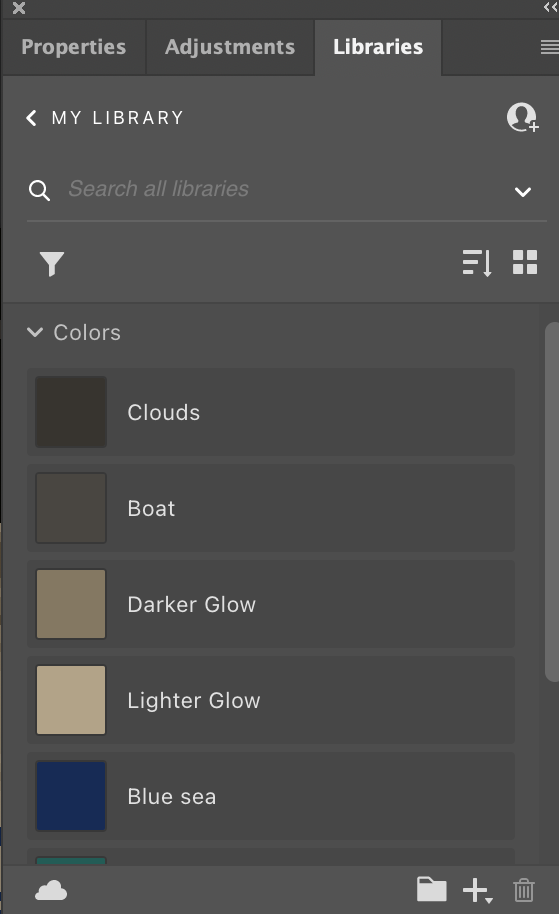 Properties Adjustments Libraries
MY LIBRARY
Search all libraries
Colors
Clouds
Boat
Darker Glow
Lighter Glow
Blue sea